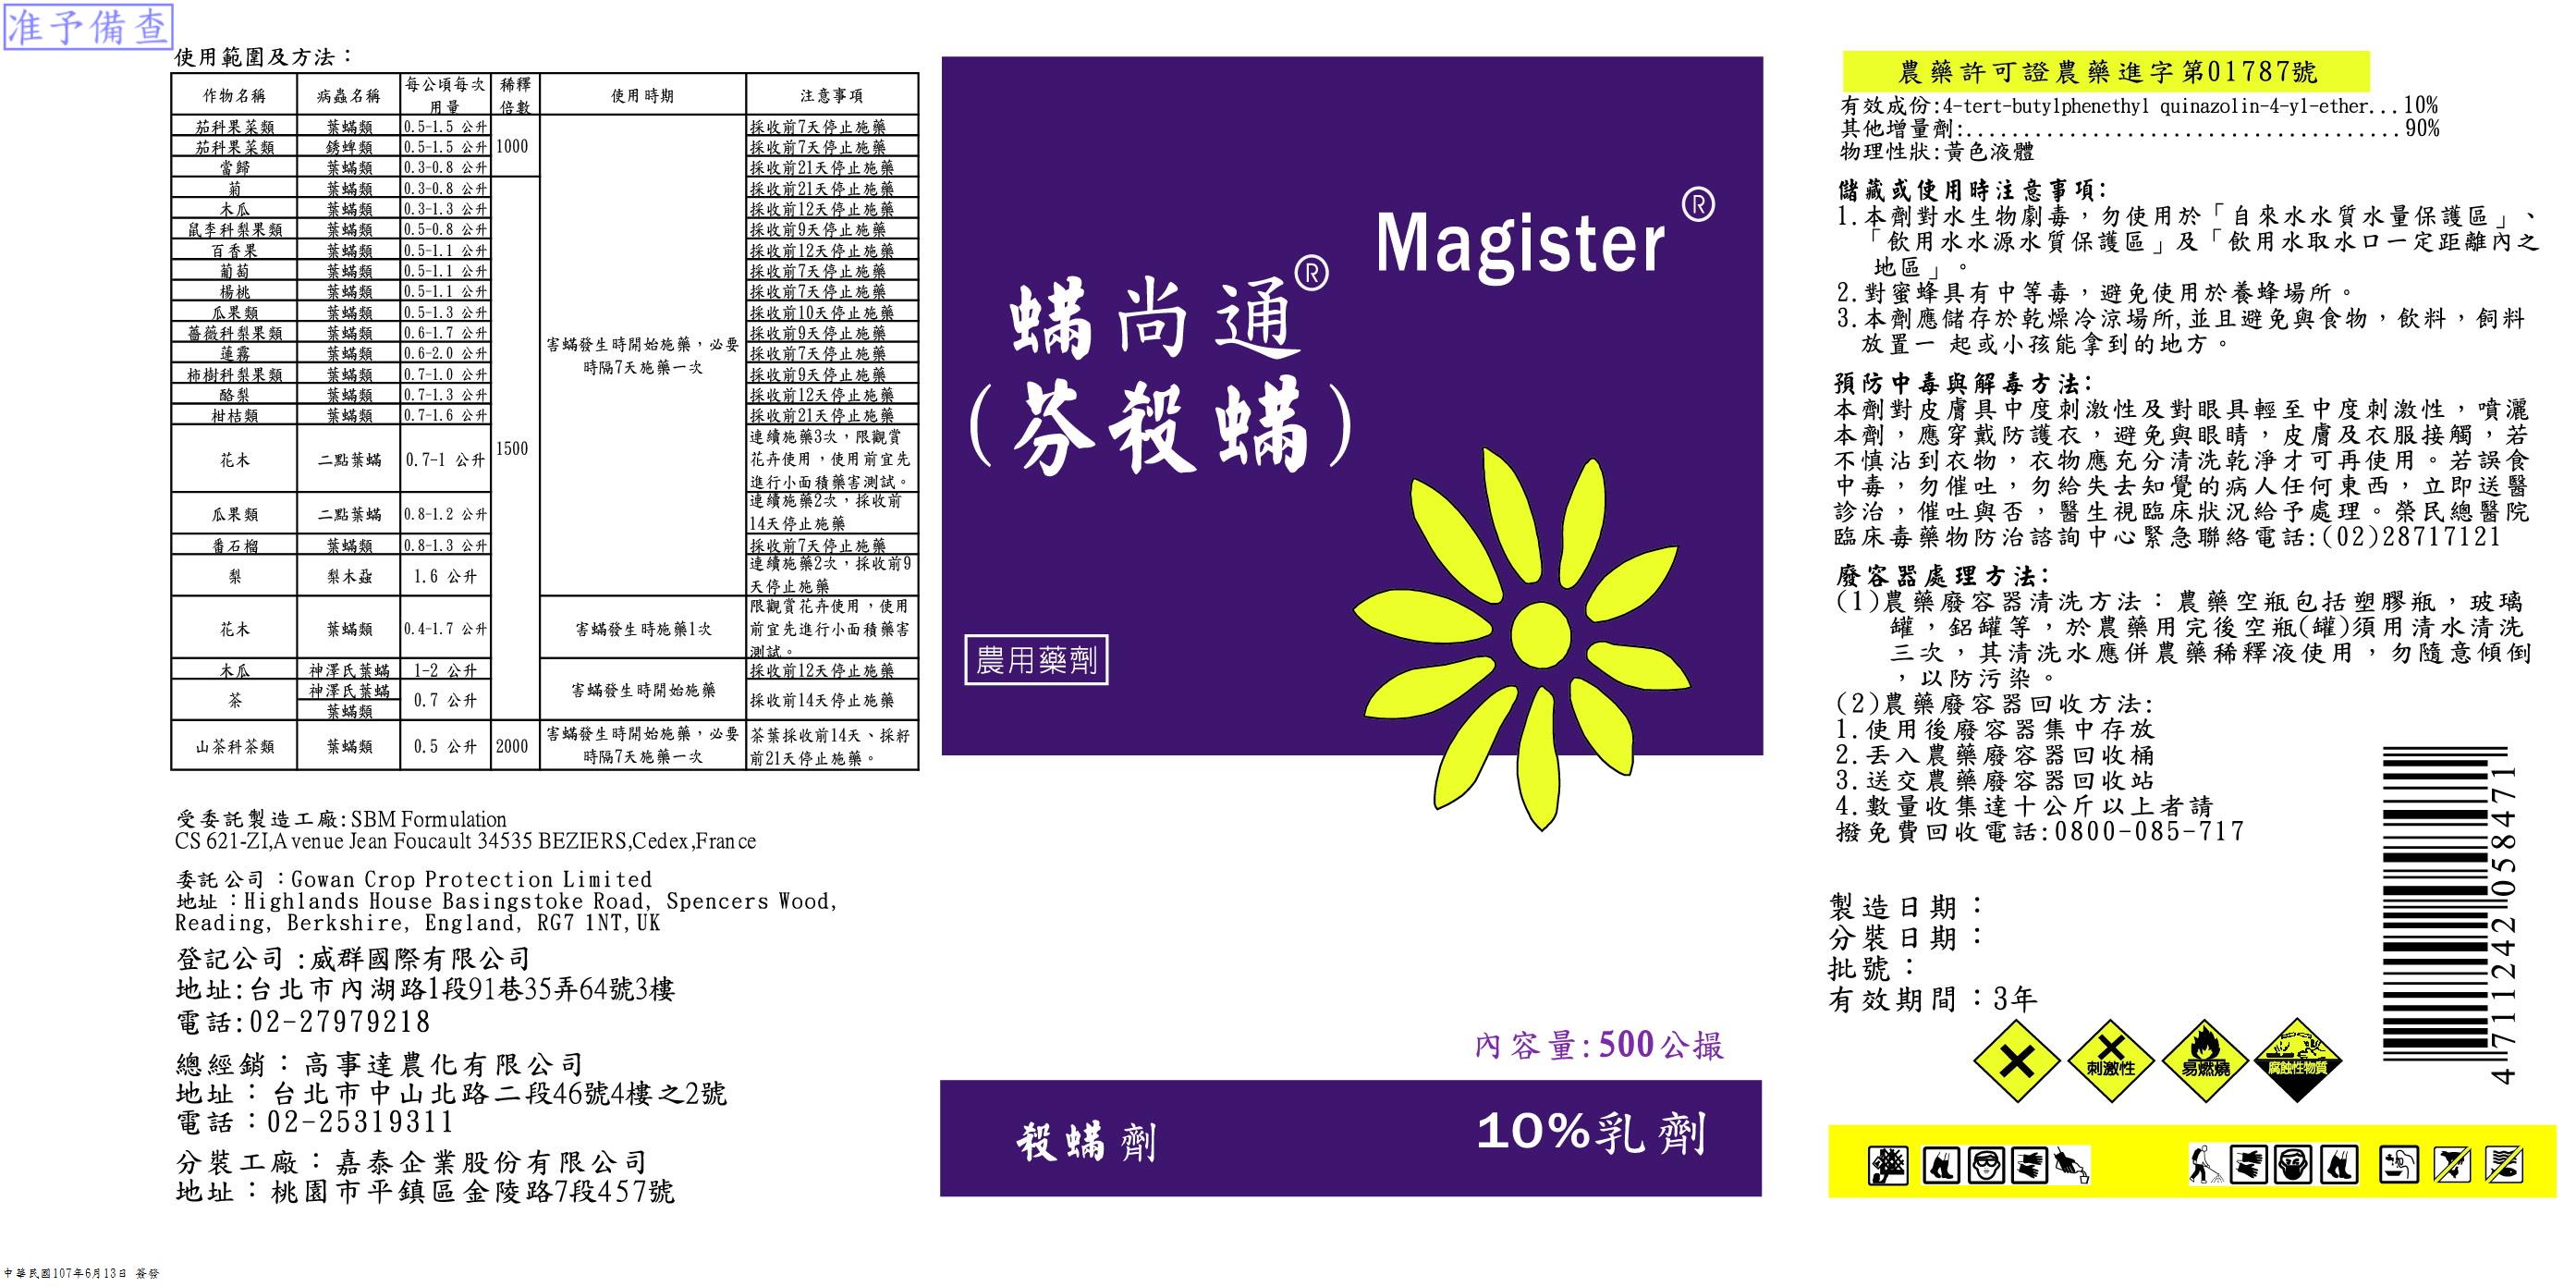 准予備查
使用範圍及方法：
作物名稱 病蟲名稱 每公頃每次用量 稀釋倍數 使用時期 注意事項
茄科果菜類 葉蟎類 0.5-1.5 公升 1000 害蟎發生時開始施藥，必要時隔7天施藥一次 採收前7天停止施藥
茄科果菜類 銹蜱類 0.5-1.5 公升 採收前7天停止施藥
當歸 葉蟎類 0.3-0.8 公升 採收前21天停止施藥
菊 葉蟎類 0.3-0.8 公升 1500 採收前21天停止施藥
木瓜 葉蟎類 0.3-1.3 公升 採收前12天停止施藥
鼠李科梨果類 葉蟎類 0.5-0.8 公升 採收前9天停止施藥
百香果 葉蟎類 0.5-1.1 公升 採收前12天停止施藥
葡萄 葉蟎類 0.5-1.1 公升 採收前7天停止施藥
楊桃 葉蟎類 0.5-1.1 公升 採收前7天停止施藥
瓜果類 葉蟎類 0.5-1.3 公升 採收前10天停止施藥
薔薇科梨果類 葉蟎類 0.6-1.7 公升 採收前9天停止施藥
蓮霧 葉蟎類 0.6-2.0 公升 採收前7天停止施藥
柿樹科梨果類 葉蟎類 0.7-1.0 公升 採收前9天停止施藥
酪梨 葉蟎類 0.7-1.3 公升 採收前12天停止施藥
柑桔類 葉蟎類 0.7-1.6 公升 採收前21天停止施藥
花木 二點葉蟎 0.7-1 公升 連續施藥3次，限觀賞花卉使用，使用前宜先進行小面積藥害測試。
瓜果類 二點葉蟎 0.8-1.2 公升 連續施藥2次，採收前14天停止施藥
番石榴 葉蟎類 0.8-1.3 公升 採收前7天停止施藥
梨 梨木蝨 1.6 公升 連續施藥2次，採收前9天停止施藥
花木 葉蟎類 0.4-1.7 公升 害蟎發生時施藥1次 限觀賞花卉使用，使用前宜先進行小面積藥害測試。
木瓜 神澤氏葉蟎 1-2 公升 害蟎發生時開始施藥 採收前12天停止施藥
茶 神澤氏葉蟎 葉蟎類 0.7 公升 採收前14天停止施藥
山茶科茶類 葉蟎類 0.5 公升 2000 害蟎發生時開始施藥，必要時隔7天施藥一次 茶葉採收前14天、採籽前21天停止施藥。
受委託製造工廠:SBM Formulation
CS 621-ZI,Avenue Jean Foucault 34535 BEZIERS,Cedex,France
委託公司：Gowan Crop Protection Limited
地址：Highlands House Basingstoke Road, Spencers Wood,
Reading, Berkshire, England, RG7 1NT, UK
登記公司:威群國際有限公司
地址:台北市內湖路1段91巷35弄64號3樓
電話:02-27979218
總經銷：高事達農化有限公司
地址：台北市中山北路二段46號4樓之2號
電話：02-25319311
分裝工廠：嘉泰企業股份有限公司
地址：桃園市平鎮區金陵路7段457號
中華民國107年6月13日 簽發
Magister®
蟎尚通®
(芬殺蟎)
農用藥劑
內容量:500公撮
殺蟎劑
10%乳劑
農藥許可證農藥進字第01787號
有效成份:4-tert-butylphenethyl quinazolin-4-yl-ether...10%
其他增量劑:......................................90%
物理性狀:黃色液體
儲藏或使用時注意事項:
1.本劑對水生物劇毒，勿使用於「自來水水質水量保護區」、
「飲用水水源水質保護區」及「飲用水取水口一定距離內之
地區」。
2.對蜜蜂具有中等毒，避免使用於養蜂場所。
3.本劑應儲存於乾燥冷涼場所,並且避免與食物，飲料，飼料
放置一 起或小孩能拿到的地方。
預防中毒與解毒方法:
本劑對皮膚具中度刺激性及對眼具輕至中度刺激性，噴灑
本劑，應穿戴防護衣，避免與眼睛，皮膚及衣服接觸，若
不慎沾到衣物，衣物應充分清洗乾淨才可再使用。若誤食
中毒，勿催吐，勿給失去知覺的病人任何東西，立即送醫
診治，催吐與否，醫生視臨床狀況給予處理。榮民總醫院
臨床毒藥物防治諮詢中心緊急聯絡電話:(02)28717121
廢容器處理方法:
(1)農藥廢容器清洗方法：農藥空瓶包括塑膠瓶，玻璃
罐，鋁罐等，於農藥用完後空瓶(罐)須用清水清洗
三次，其清洗水應併農藥稀釋液使用，勿隨意傾倒
，以防污染。
(2)農藥廢容器回收方法:
1.使用後廢容器集中存放
2.丟入農藥廢容器回收桶
3.送交農藥廢容器回收站
4.數量收集達十公斤以上者請
撥免費回收電話:0800-085-717
製造日期：
分裝日期：
批號：
有效期間：3年
刺激性
易燃燒
腐蝕性物質
4711242058471